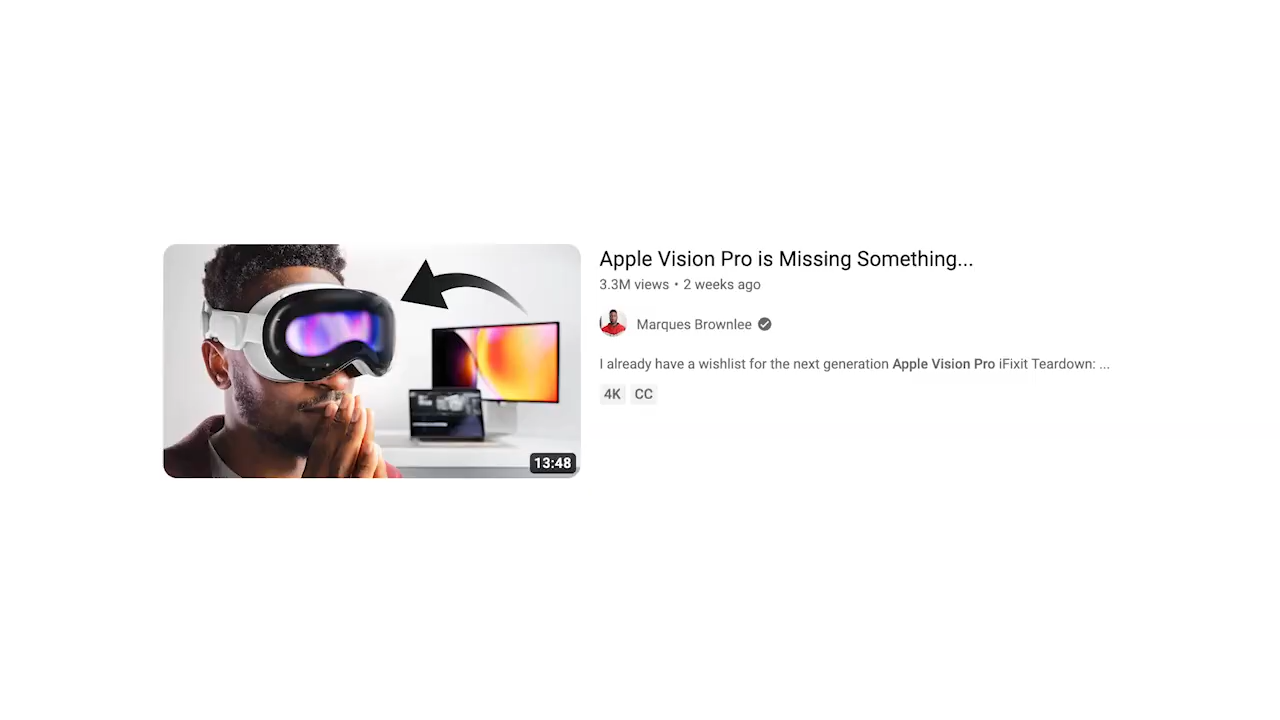 Apple Vision Pro is Missing Something...
3.3M views • 2 weeks ago
Marques Brownlee
I already have a wishlist for the next generation Apple Vision Pro iFixit Teardown: ...
4K CC
13:48